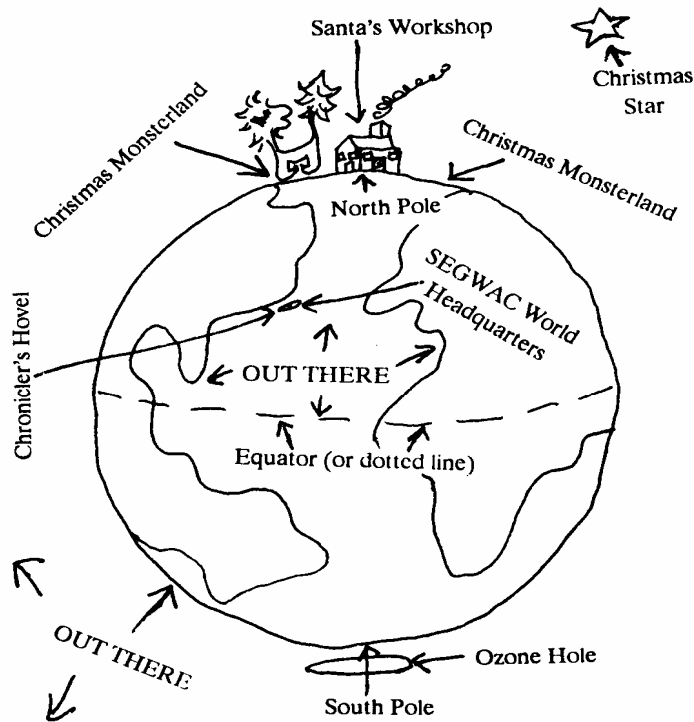 Santa's Workshop
Christmas
Star
Christmas Monsterland
Christmas Monsterland
North Pole
SEGWAC World
Headquarters
Chronicler's Hovel
OUT THERE
Equator (or dotted line)
OUT THERE
Ozone Hole
South Pole